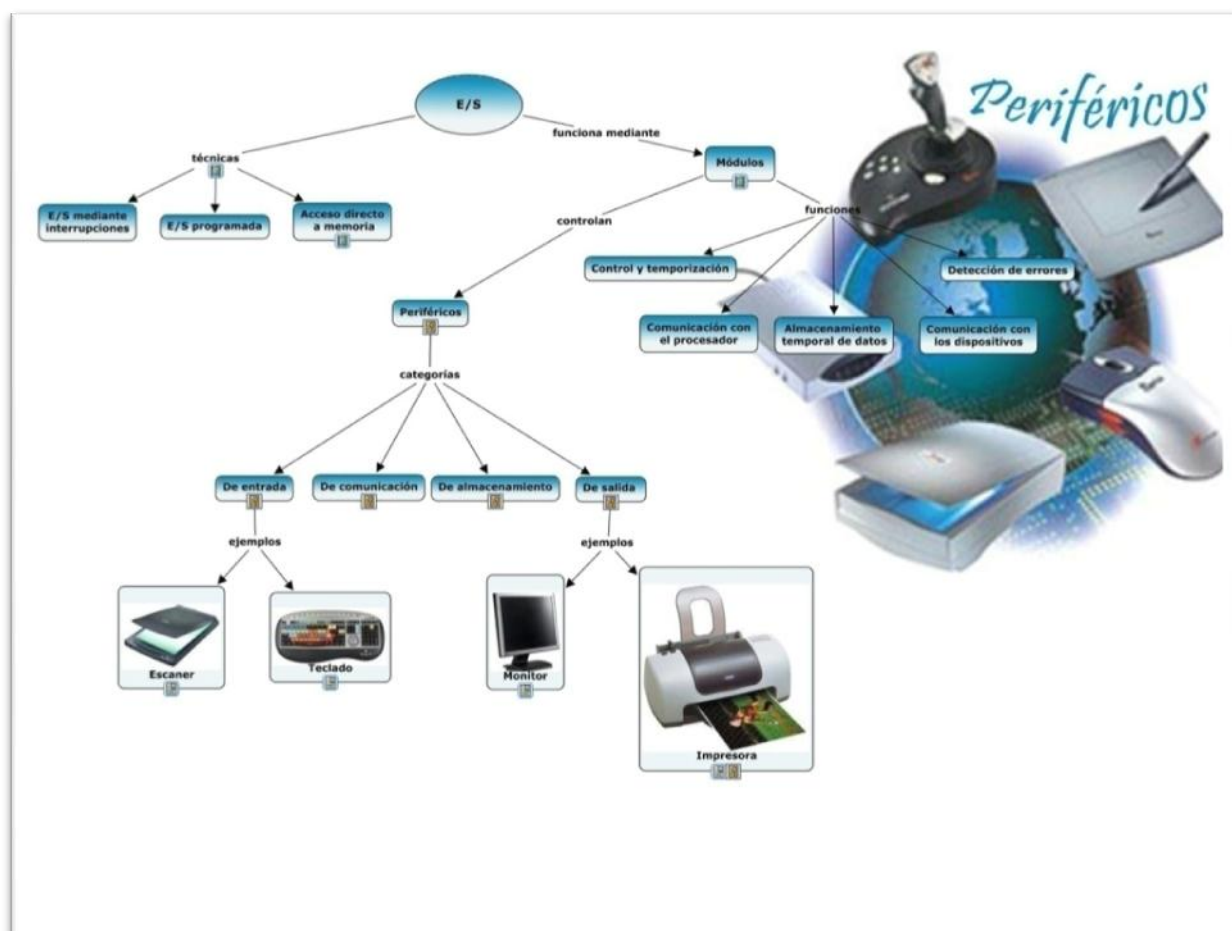 Periféricos
E/S
funciona mediante
técnicas
Módulos
E/S mediante
interrupciones
E/S programada
Acceso directo
a memoria
controlan
funciones
Control y temporización
Detección de errores
Comunicación con
el procesador
Almacenamiento
temporal de datos
Comunicación con
los dispositivos
Periféricos
categorías
De entrada
De comunicación
De almacenamiento
De salida
ejemplos
ejemplos
Escaner
Teclado
Monitor
Impresora